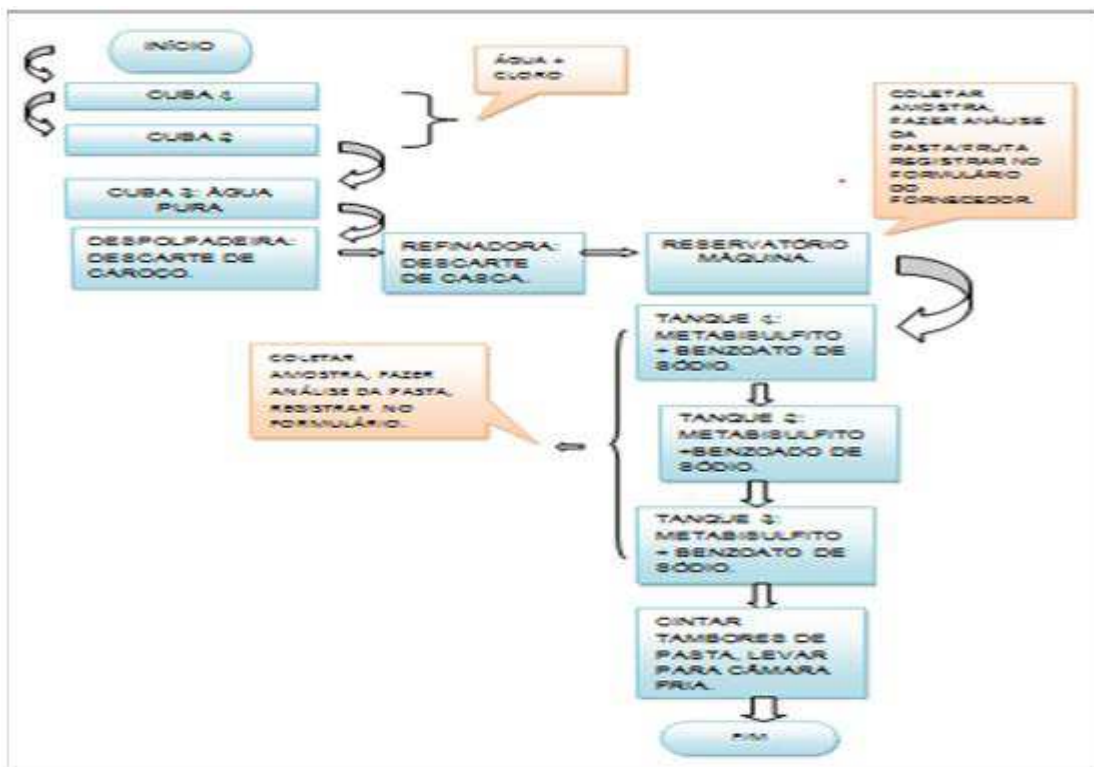 INÍCIO
CUBA 1
CUBA 2
ÁGUA +
CLORO
CUBA 3: ÁGUA
PURA
COLETAR
AMOSTRA,
FAZER ANÁLISE
DA
PASTA/FRUTA
REGISTRAR NO
FORMULÁRIO
DO
FORNECEDOR.
DESPOLPADEIRA:
DESCARTE DE
CAROÇO.
REFINADORA:
DESCARTE
DE CASCA.
RESERVATÓRIO
MÁQUINA.
TANQUE 1:
METABISULFITO
+ BENZOATO DE
SÓDIO.
COLETAR
AMOSTRA, FAZER
ANÁLISE DA PASTA,
REGISTRAR NO
FORMULÁRIO.
TANQUE 2:
METABISULFITO
+BENZOADO DE
SÓDIO.
TANQUE 3:
METABISULFITO
+ BENZOATO DE
SÓDIO.
CINTAR
TAMBORES DE
PASTA, LEVAR
PARA CÂMARA
FRIA.
FIM